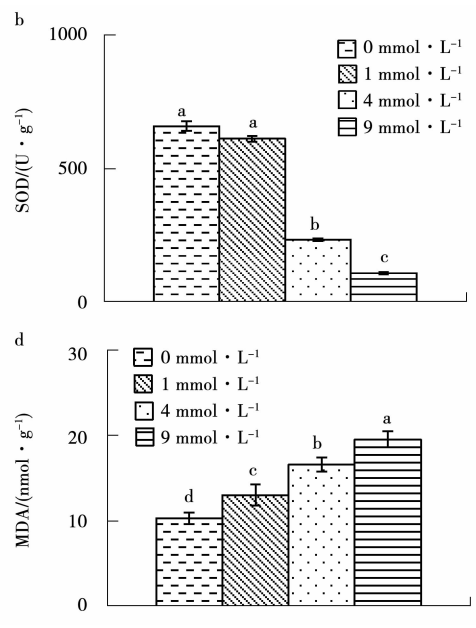 b
1000
500
0
SOD/(U · g⁻¹)
0 mmol · L⁻¹
1 mmol · L⁻¹
4 mmol · L⁻¹
9 mmol · L⁻¹
a
a
b
c
d
30
20
10
0
MDA/(nmol · g⁻¹)
0 mmol · L⁻¹
1 mmol · L⁻¹
4 mmol · L⁻¹
9 mmol · L⁻¹
d
c
b
a